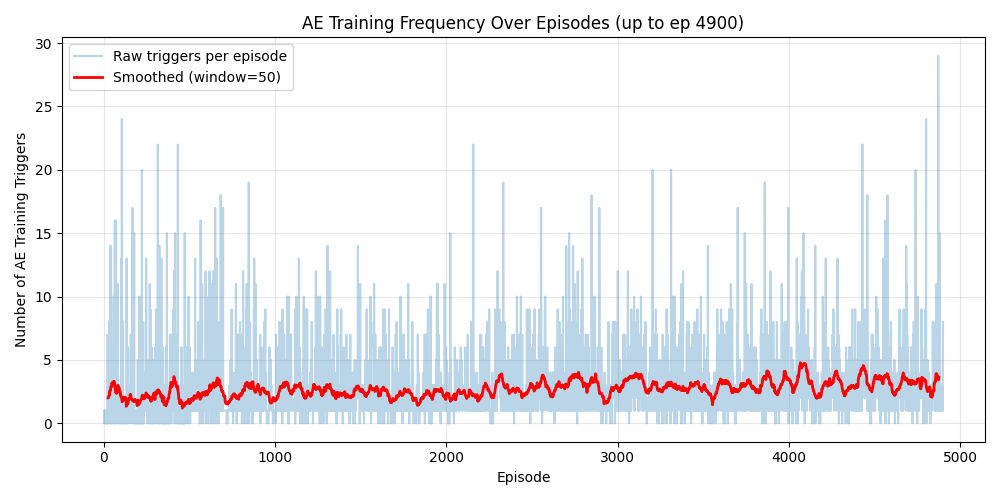 AE Training Frequency Over Episodes (up to ep 4900)
Raw triggers per episode
Smoothed (window=50)
Number of AE Training Triggers
30
25
20
15
10
5
0
0 1000 2000 3000 4000 5000
Episode